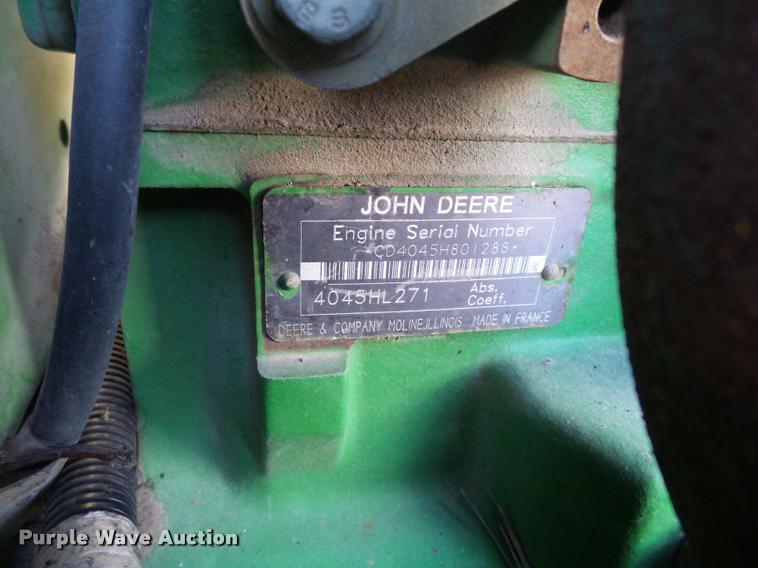 JOHN DEERE
Engine Serial Number
CD4045H801288*
4045HL271
Abs.
Coeff.
DEERE & COMPANY MOLINE,ILLINOIS MADE IN FRANCE
Purple Wave Auction®